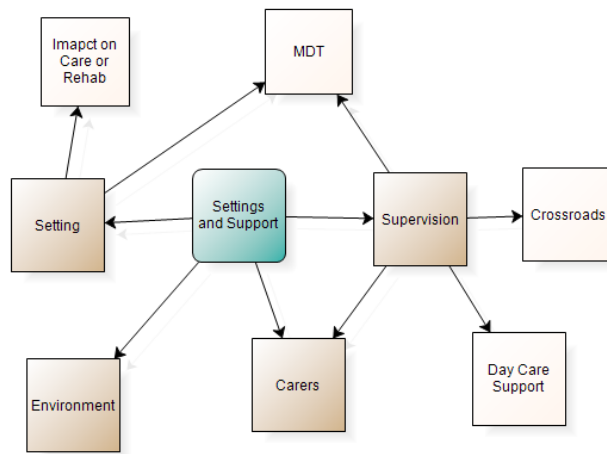 Imapct on
Care or
Rehab
MDT
Setting
Settings
and Support
Supervision
Crossroads
Environment
Carers
Day Care
Support